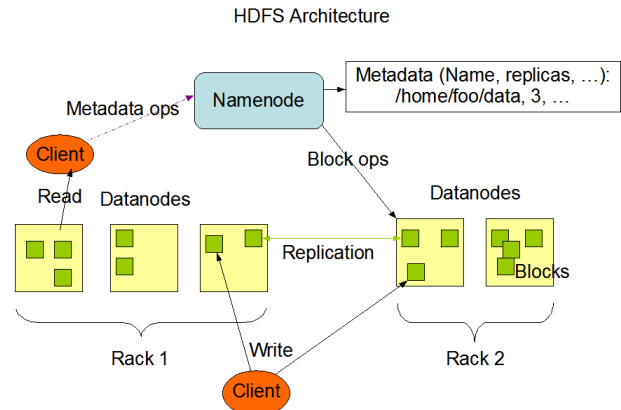 HDFS Architecture
Metadata (Name, replicas, …):
/home/foo/data, 3, …
Namenode
Metadata ops
Client
Block ops
Read
Datanodes
Datanodes
Replication
Blocks
Rack 1
Write
Rack 2
Client